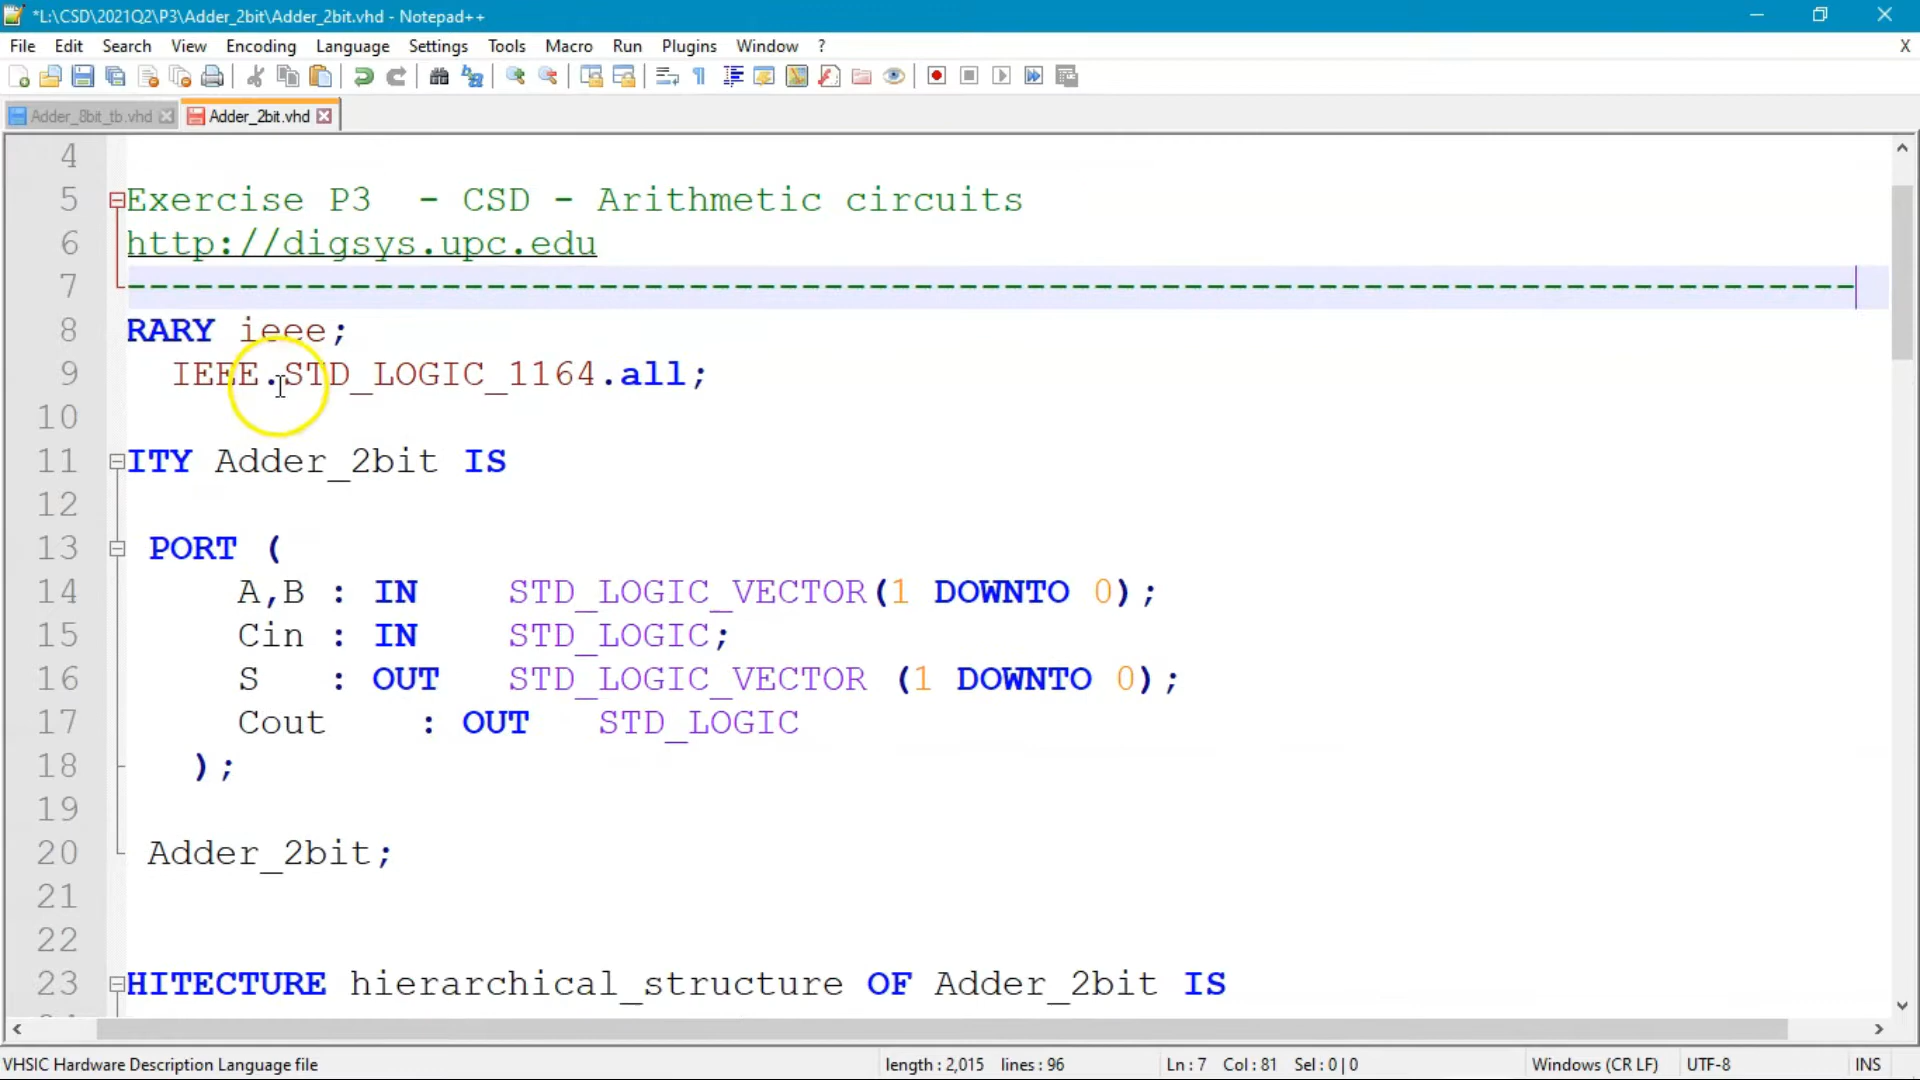 *L:\CSD\2021Q2\P3\Adder_2bit\Adder_2bit.vhd - Notepad++
File Edit Search View Encoding Language Settings Tools Macro Run Plugins Window ? X
Adder_8bit_tb.vhd Adder_2bit.vhd
4
5 Exercise P3  - CSD - Arithmetic circuits
6 http://digsys.upc.edu
7 -----------------------------------------------------------------------------
8 RARY ieee;
9 IEEE.STD_LOGIC_1164.all;
10
11 ITY Adder_2bit IS
12
13 PORT (
14 A,B : IN    STD_LOGIC_VECTOR(1 DOWNTO 0);
15 Cin : IN    STD_LOGIC;
16 S   : OUT   STD_LOGIC_VECTOR (1 DOWNTO 0);
17 Cout    : OUT   STD_LOGIC
18 );
19
20 Adder_2bit;
21
22
23 HITECTURE hierarchical_structure OF Adder_2bit IS
VHSIC Hardware Description Language file length : 2,015 lines : 96 Ln : 7 Col : 81 Sel : 0 | 0 Windows (CR LF) UTF-8 INS